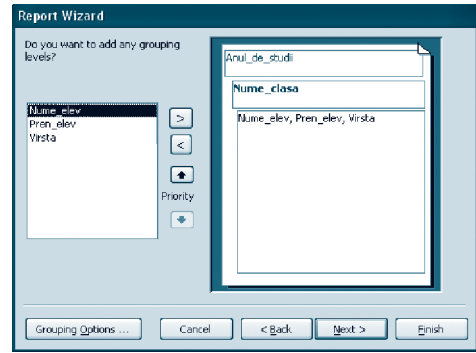 Report Wizard
Do you want to add any grouping
levels?
Nume_elev
Pren_elev
Virsta
>
<
Priority
Anul_de_studii
Nume_clasa
Nume_elev, Pren_elev, Virsta
Grouping Options ...
Cancel
< Back
Next >
Finish